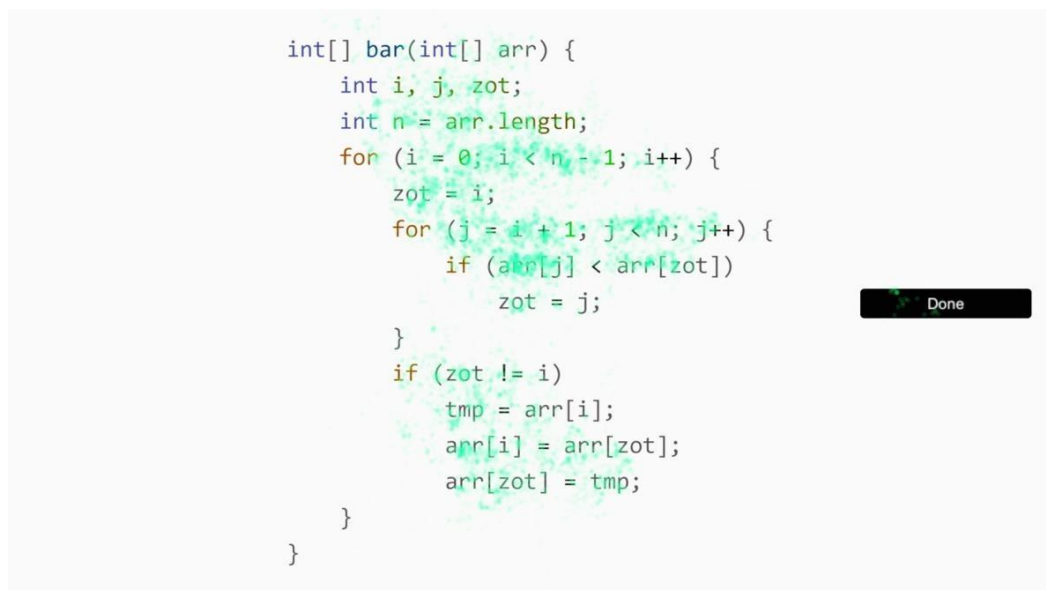 int[] bar(int[] arr) {
    int i, j, zot;
    int n = arr.length;
    for (i = 0; i < n - 1; i++) {
        zot = i;
        for (j = i + 1; j < n; j++) {
            if (arr[j] < arr[zot])
                zot = j;
        }
        if (zot != i)
            tmp = arr[i];
            arr[i] = arr[zot];
            arr[zot] = tmp;
    }
}
Done